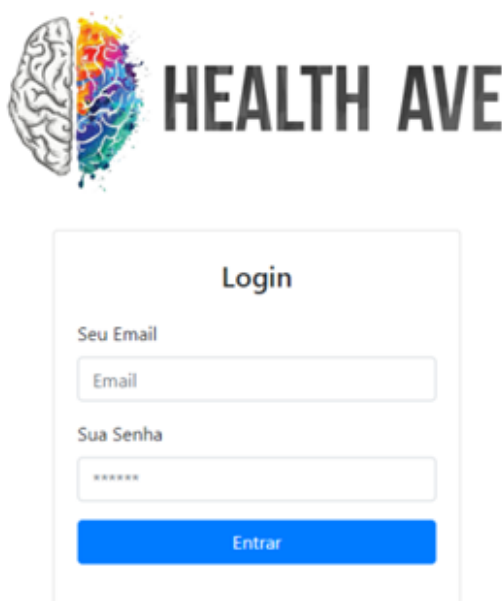 HEALTH AVE
Login
Seu Email
Email
Sua Senha
******
Entrar